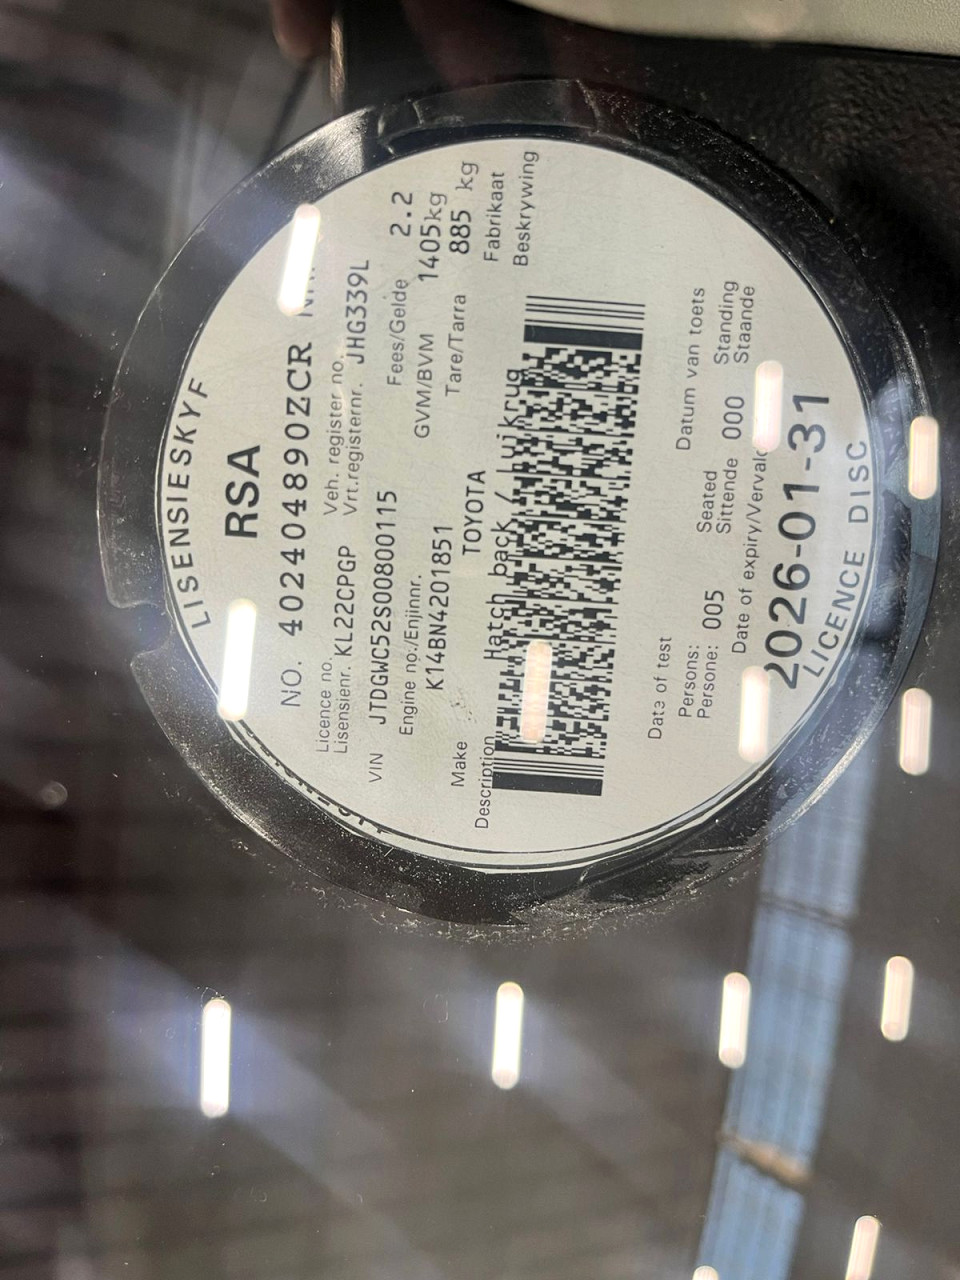 LISENSIESKYF
RSA
NO. 40240489OZCR
Licence no. Veh. register no.
Lisensienr. KL22CPGP Vrt.registernr. JHG339L
VIN JTDGWC52S00800115 Fees/Gelde 2.2
Engine no./Enjinnr. GVM/BVM 1405kg
K14BN4201851 Tare/Tarra 885 kg
Make TOYOTA Fabrikaat
Description Hatch back / Luikrug Beskrywing
Date of test Datum van toets
Persons: Seated Standing
Persone: 005 Sittende 000 Staande
Date of expiry/Vervald
2026-01-31
LICENCE DISC